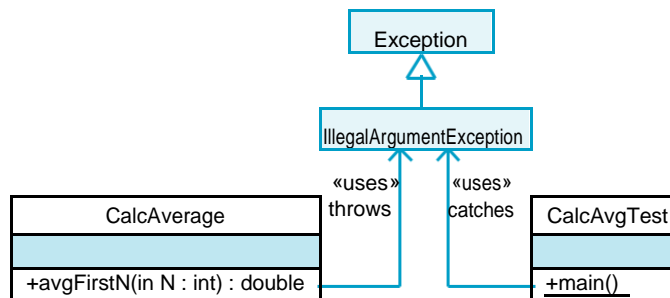 Exception
IllegalArgumentException
«uses» «uses»
throws catches
CalcAverage CalcAvgTest
+avgFirstN(in N : int) : double +main()